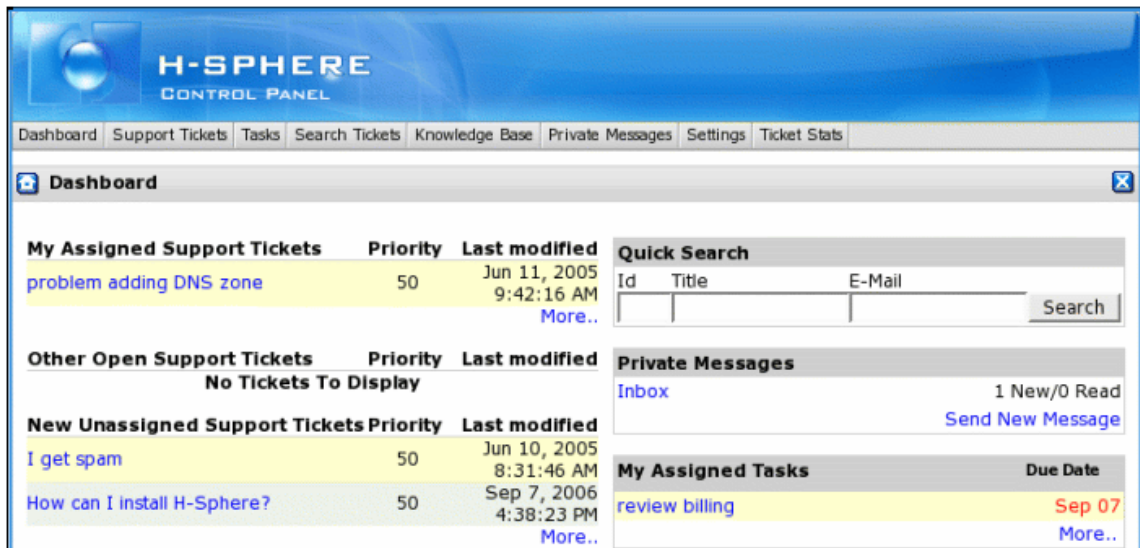 H-SPHERE
CONTROL PANEL
Dashboard Support Tickets Tasks Search Tickets Knowledge Base Private Messages Settings Ticket Stats
Dashboard
My Assigned Support Tickets Priority Last modified
problem adding DNS zone 50 Jun 11, 2005
9:42:16 AM
More..
Other Open Support Tickets Priority Last modified
No Tickets To Display
New Unassigned Support Tickets Priority Last modified
I get spam 50 Jun 10, 2005
8:31:46 AM
How can I install H-Sphere? 50 Sep 7, 2006
4:38:23 PM
More..
Quick Search
Id Title E-Mail
Search
Private Messages
Inbox 1 New/0 Read
Send New Message
My Assigned Tasks Due Date
review billing Sep 07
More..